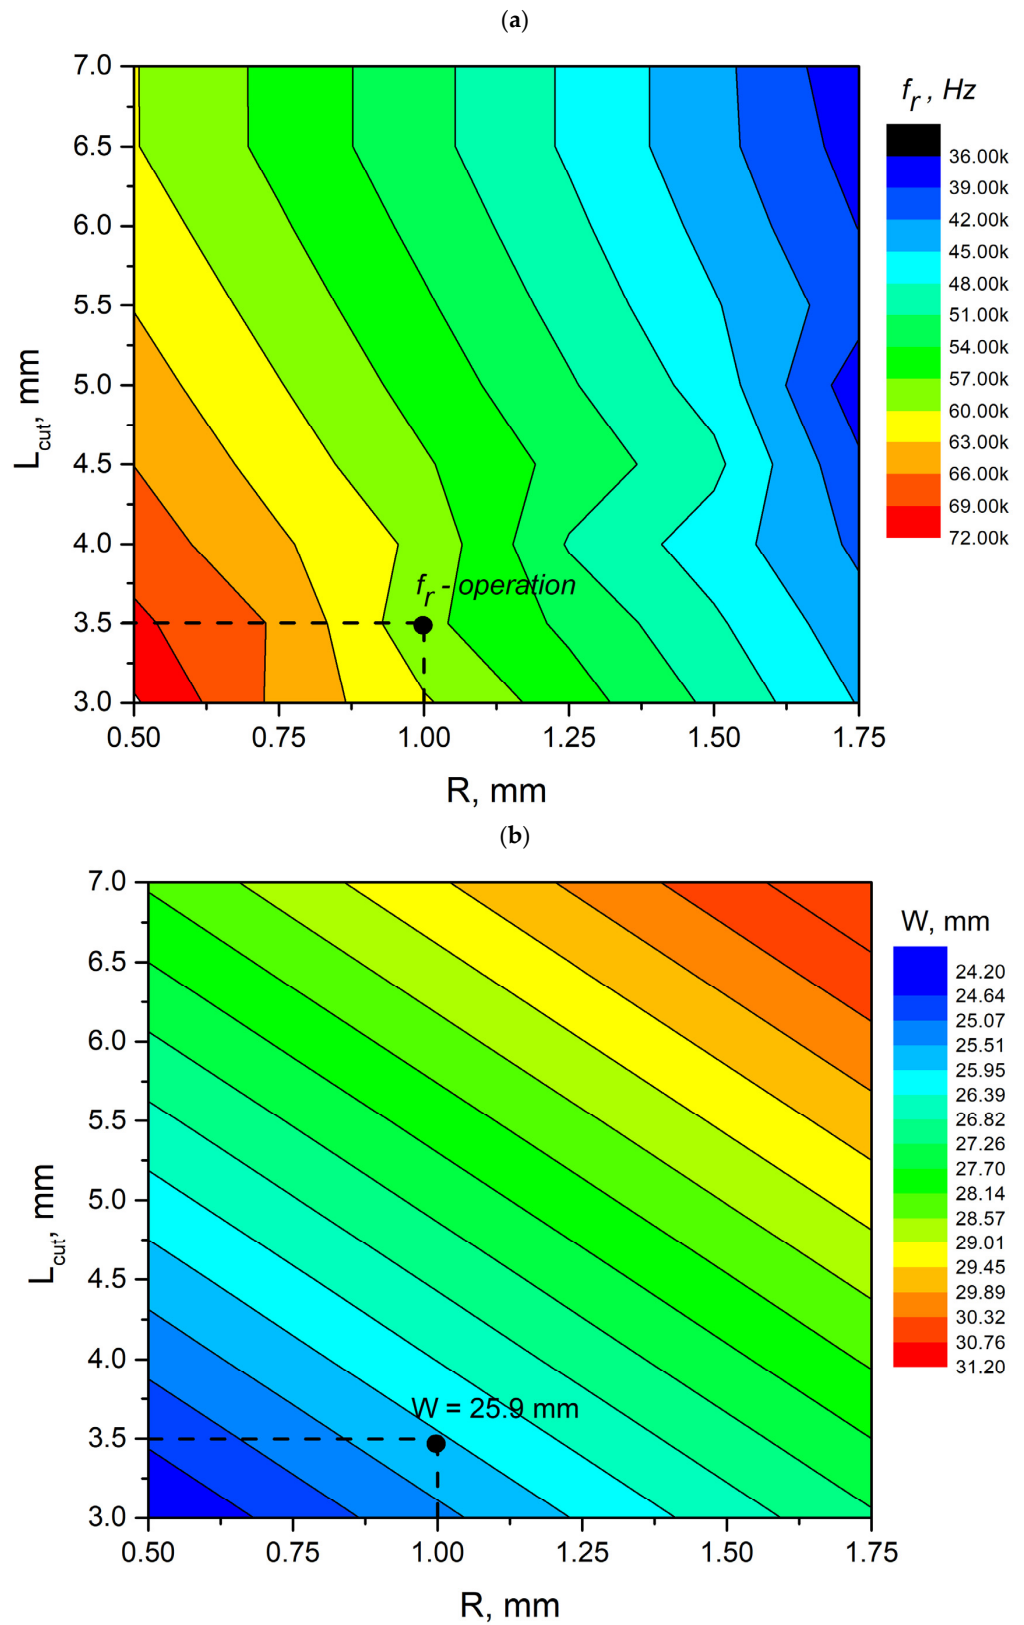 (a)
7.0
6.5
6.0
5.5
5.0
4.5
4.0
3.5
3.0
0.50 0.75 1.00 1.25 1.50 1.75
L_cut, mm
R, mm
f_r - operation
f_r , Hz
36.00k
39.00k
42.00k
45.00k
48.00k
51.00k
54.00k
57.00k
60.00k
63.00k
66.00k
69.00k
72.00k
(b)
7.0
6.5
6.0
5.5
5.0
4.5
4.0
3.5
3.0
0.50 0.75 1.00 1.25 1.50 1.75
L_cut, mm
R, mm
W = 25.9 mm
W, mm
24.20
24.64
25.07
25.51
25.95
26.39
26.82
27.26
27.70
28.14
28.57
29.01
29.45
29.89
30.32
30.76
31.20